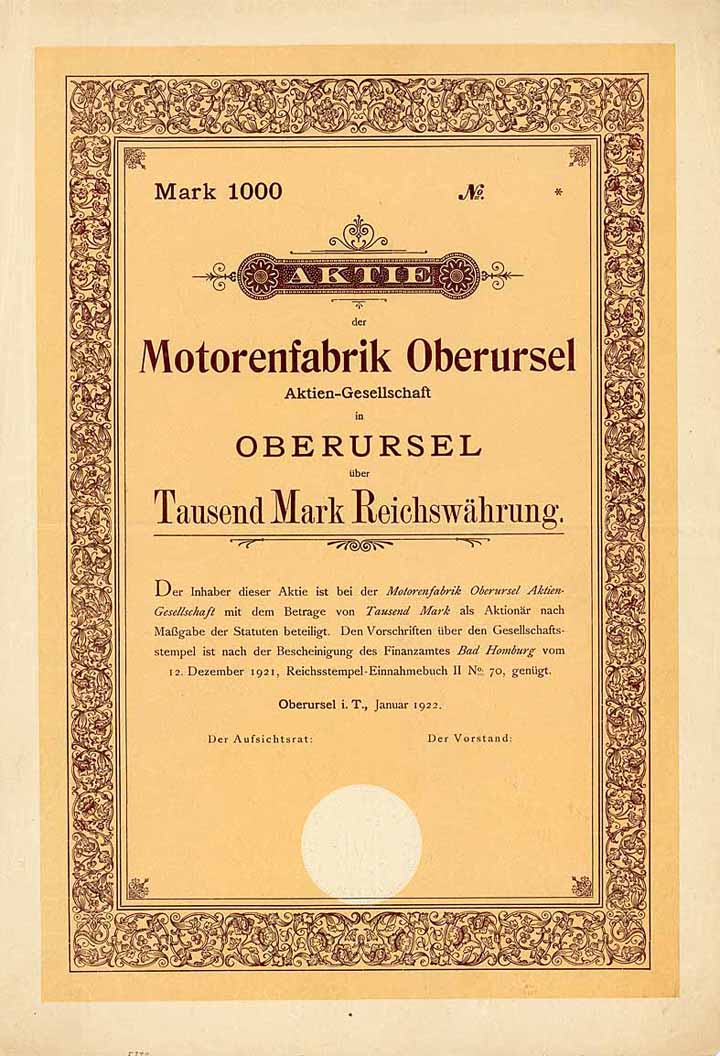 Mark 1000 №. *
AKTIE
der
Motorenfabrik Oberursel
Aktien-Gesellschaft
in
OBERURSEL
über
Tausend Mark Reichswährung.
Der Inhaber dieser Aktie ist bei der Motorenfabrik Oberursel Aktien-
Gesellschaft mit dem Betrage von Tausend Mark als Aktionär nach
Maßgabe der Statuten beteiligt. Den Vorschriften über den Gesellschafts-
stempel ist nach der Bescheinigung des Finanzamtes Bad Homburg vom
12. Dezember 1921, Reichsstempel-Einnahmebuch II No. 70, genügt.
Oberursel i. T., Januar 1922.
Der Aufsichtsrat: Der Vorstand: